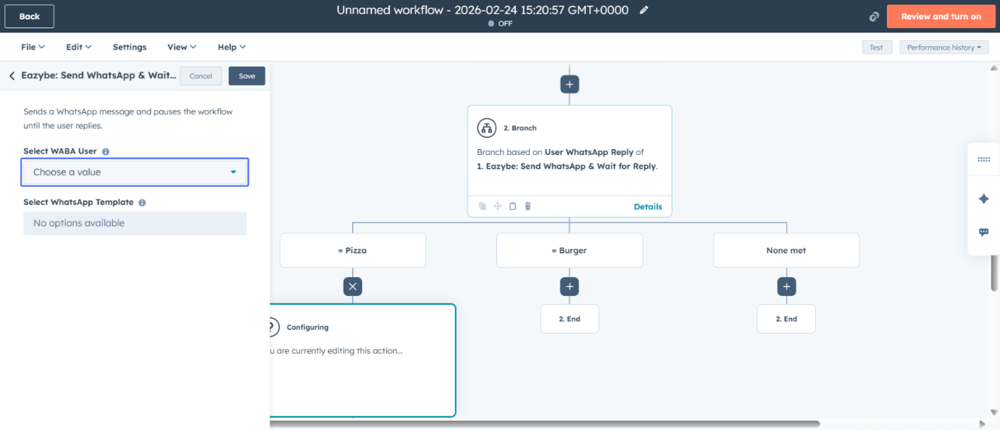 Back
Unnamed workflow - 2026-02-24 15:20:57 GMT+0000
OFF
Review and turn on
File
Edit
Settings
View
Help
Test
Performance history
Eazybe: Send WhatsApp & Wait...
Cancel
Save
Sends a WhatsApp message and pauses the workflow
until the user replies.
Select WABA User
Choose a value
Select WhatsApp Template
No options available
2. Branch
Branch based on User WhatsApp Reply of
1. Eazybe: Send WhatsApp & Wait for Reply.
Details
= Pizza
= Burger
None met
Configuring
u are currently editing this action...
2. End
2. End